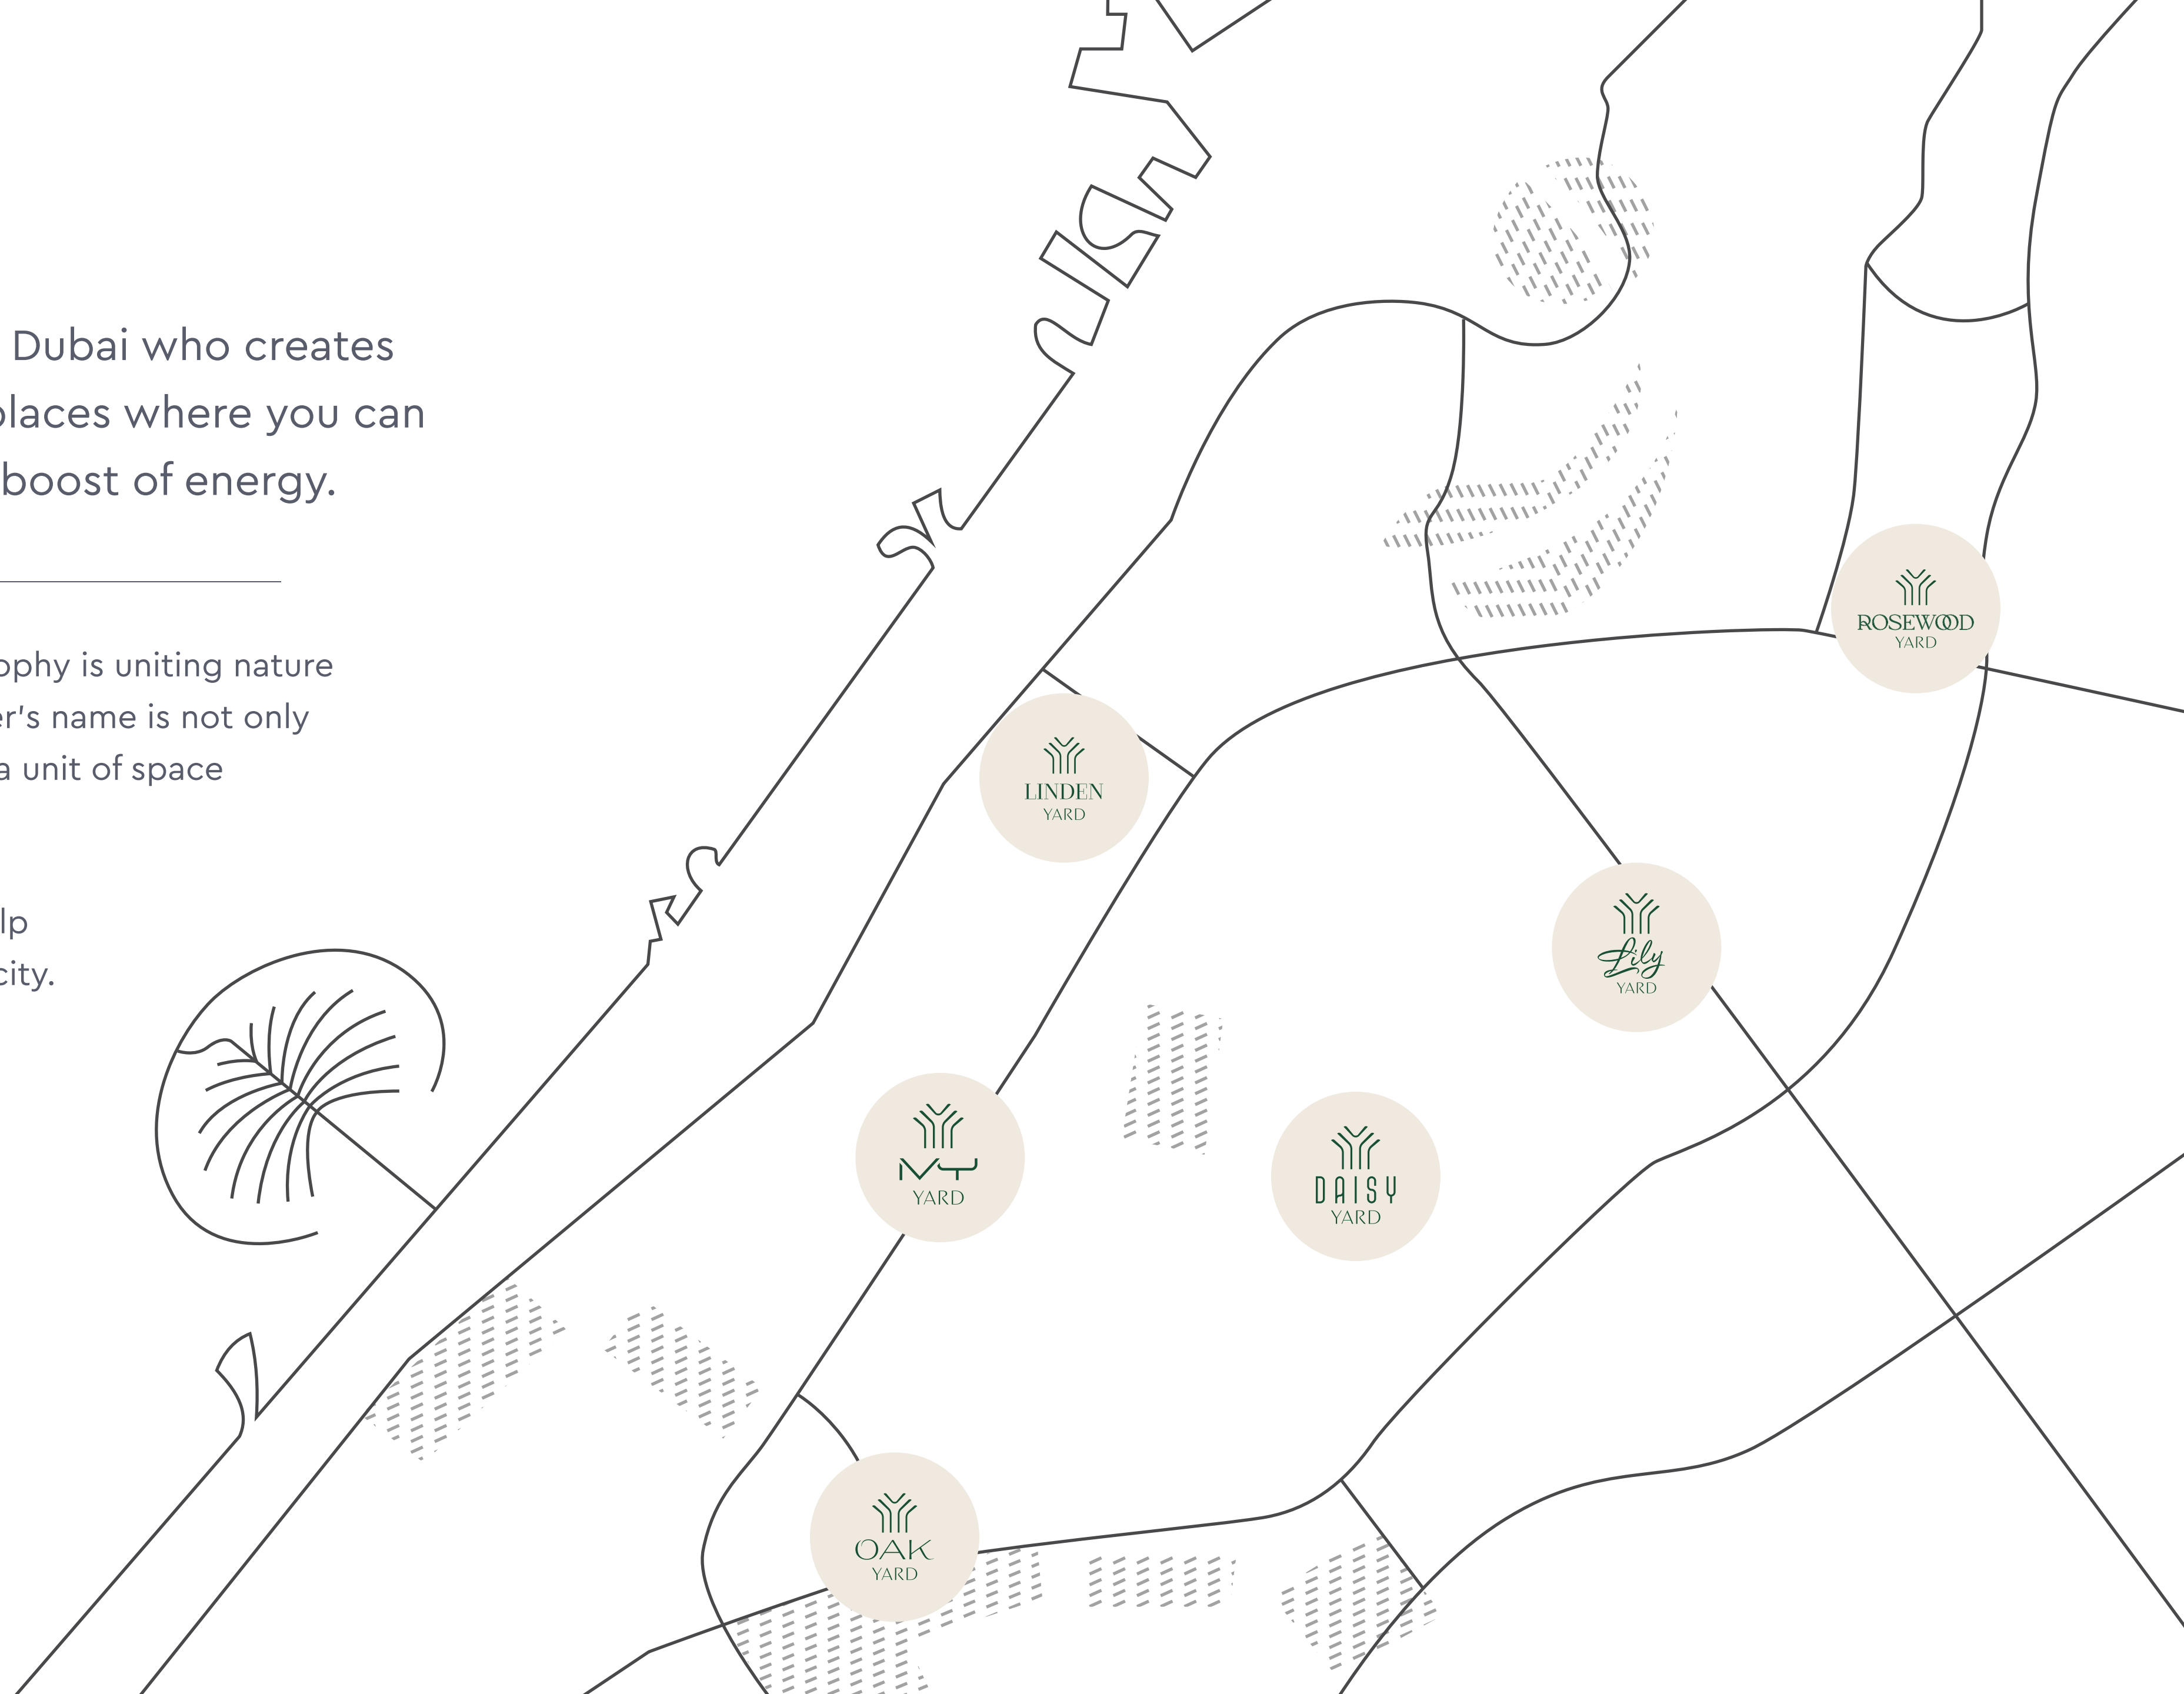 Dubai who creates
places where you can
boost of energy.
ophy is uniting nature
er's name is not only
a unit of space
lp
city.
ROSEWOOD
YARD
LINDEN
YARD
Lily
YARD
MY
YARD
DAISY
YARD
OAK
YARD